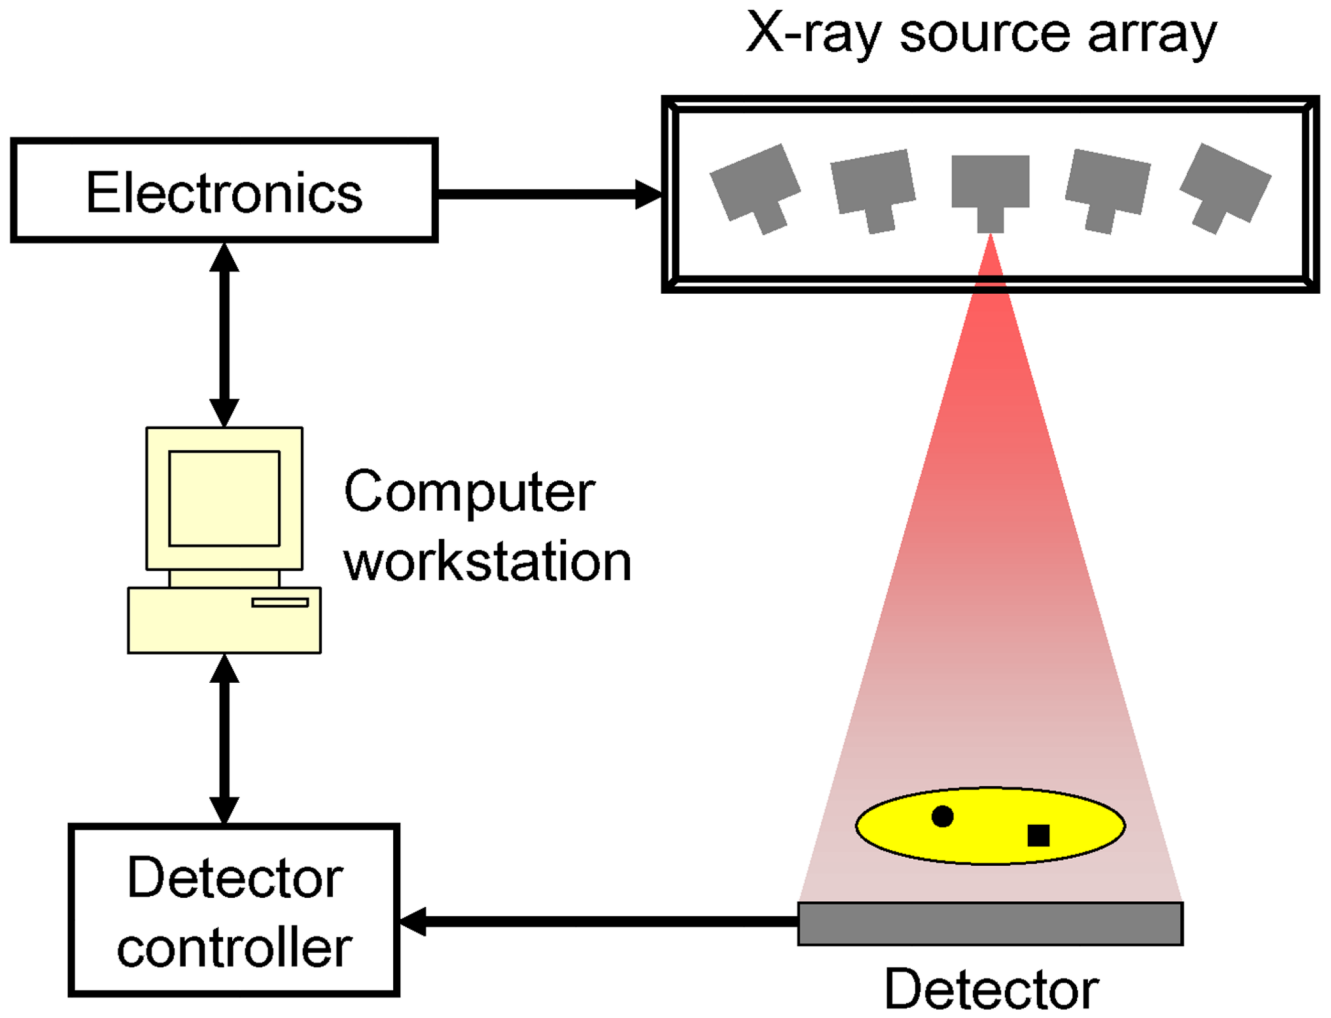 X-ray source array
Electronics
Computer
workstation
Detector
controller
Detector